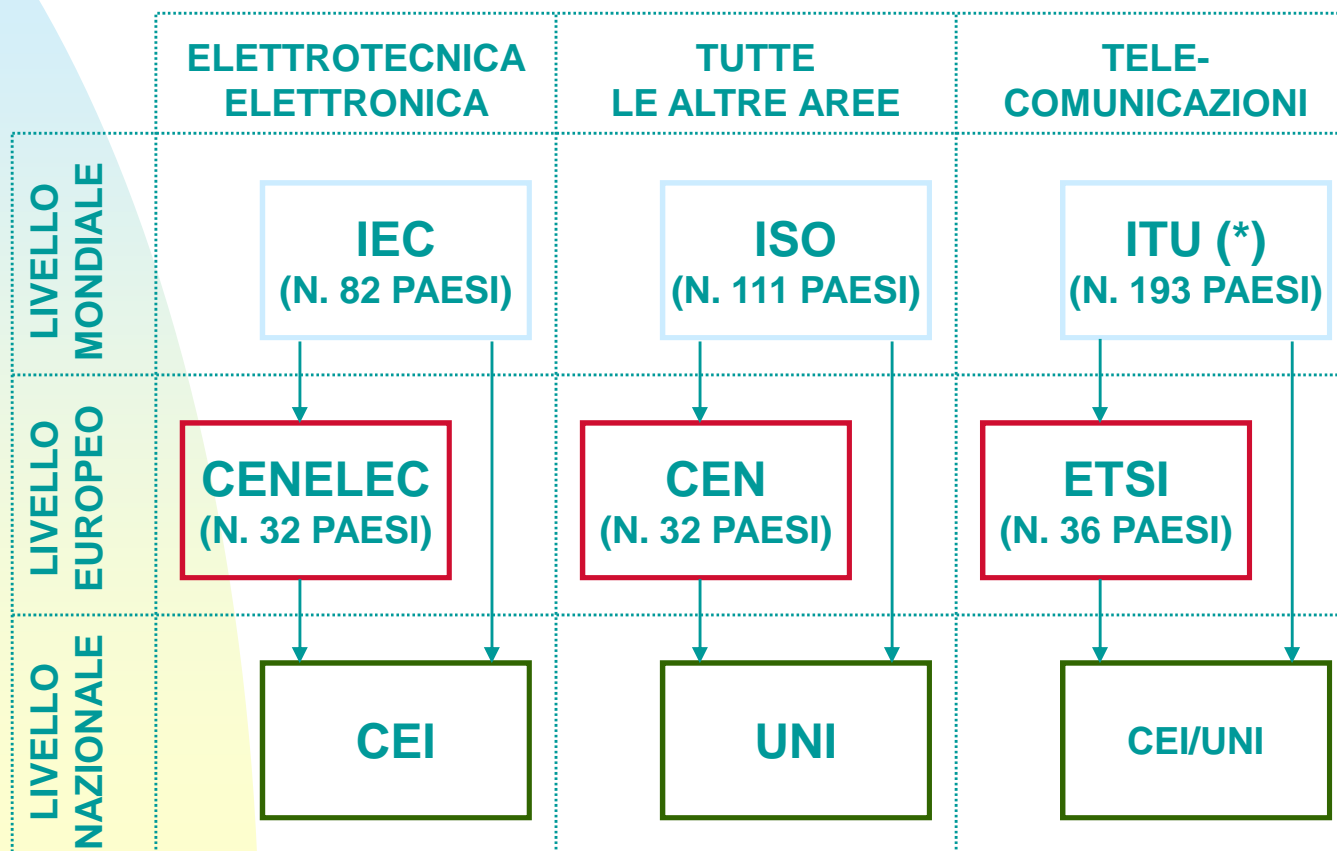 ELETTROTECNICA
ELETTRONICA
TUTTE
LE ALTRE AREE
TELE-
COMUNICAZIONI
LIVELLO
MONDIALE
IEC
(N. 82 PAESI)
ISO
(N. 111 PAESI)
ITU (*)
(N. 193 PAESI)
LIVELLO
EUROPEO
CENELEC
(N. 32 PAESI)
CEN
(N. 32 PAESI)
ETSI
(N. 36 PAESI)
LIVELLO
NAZIONALE
CEI
UNI
CEI/UNI